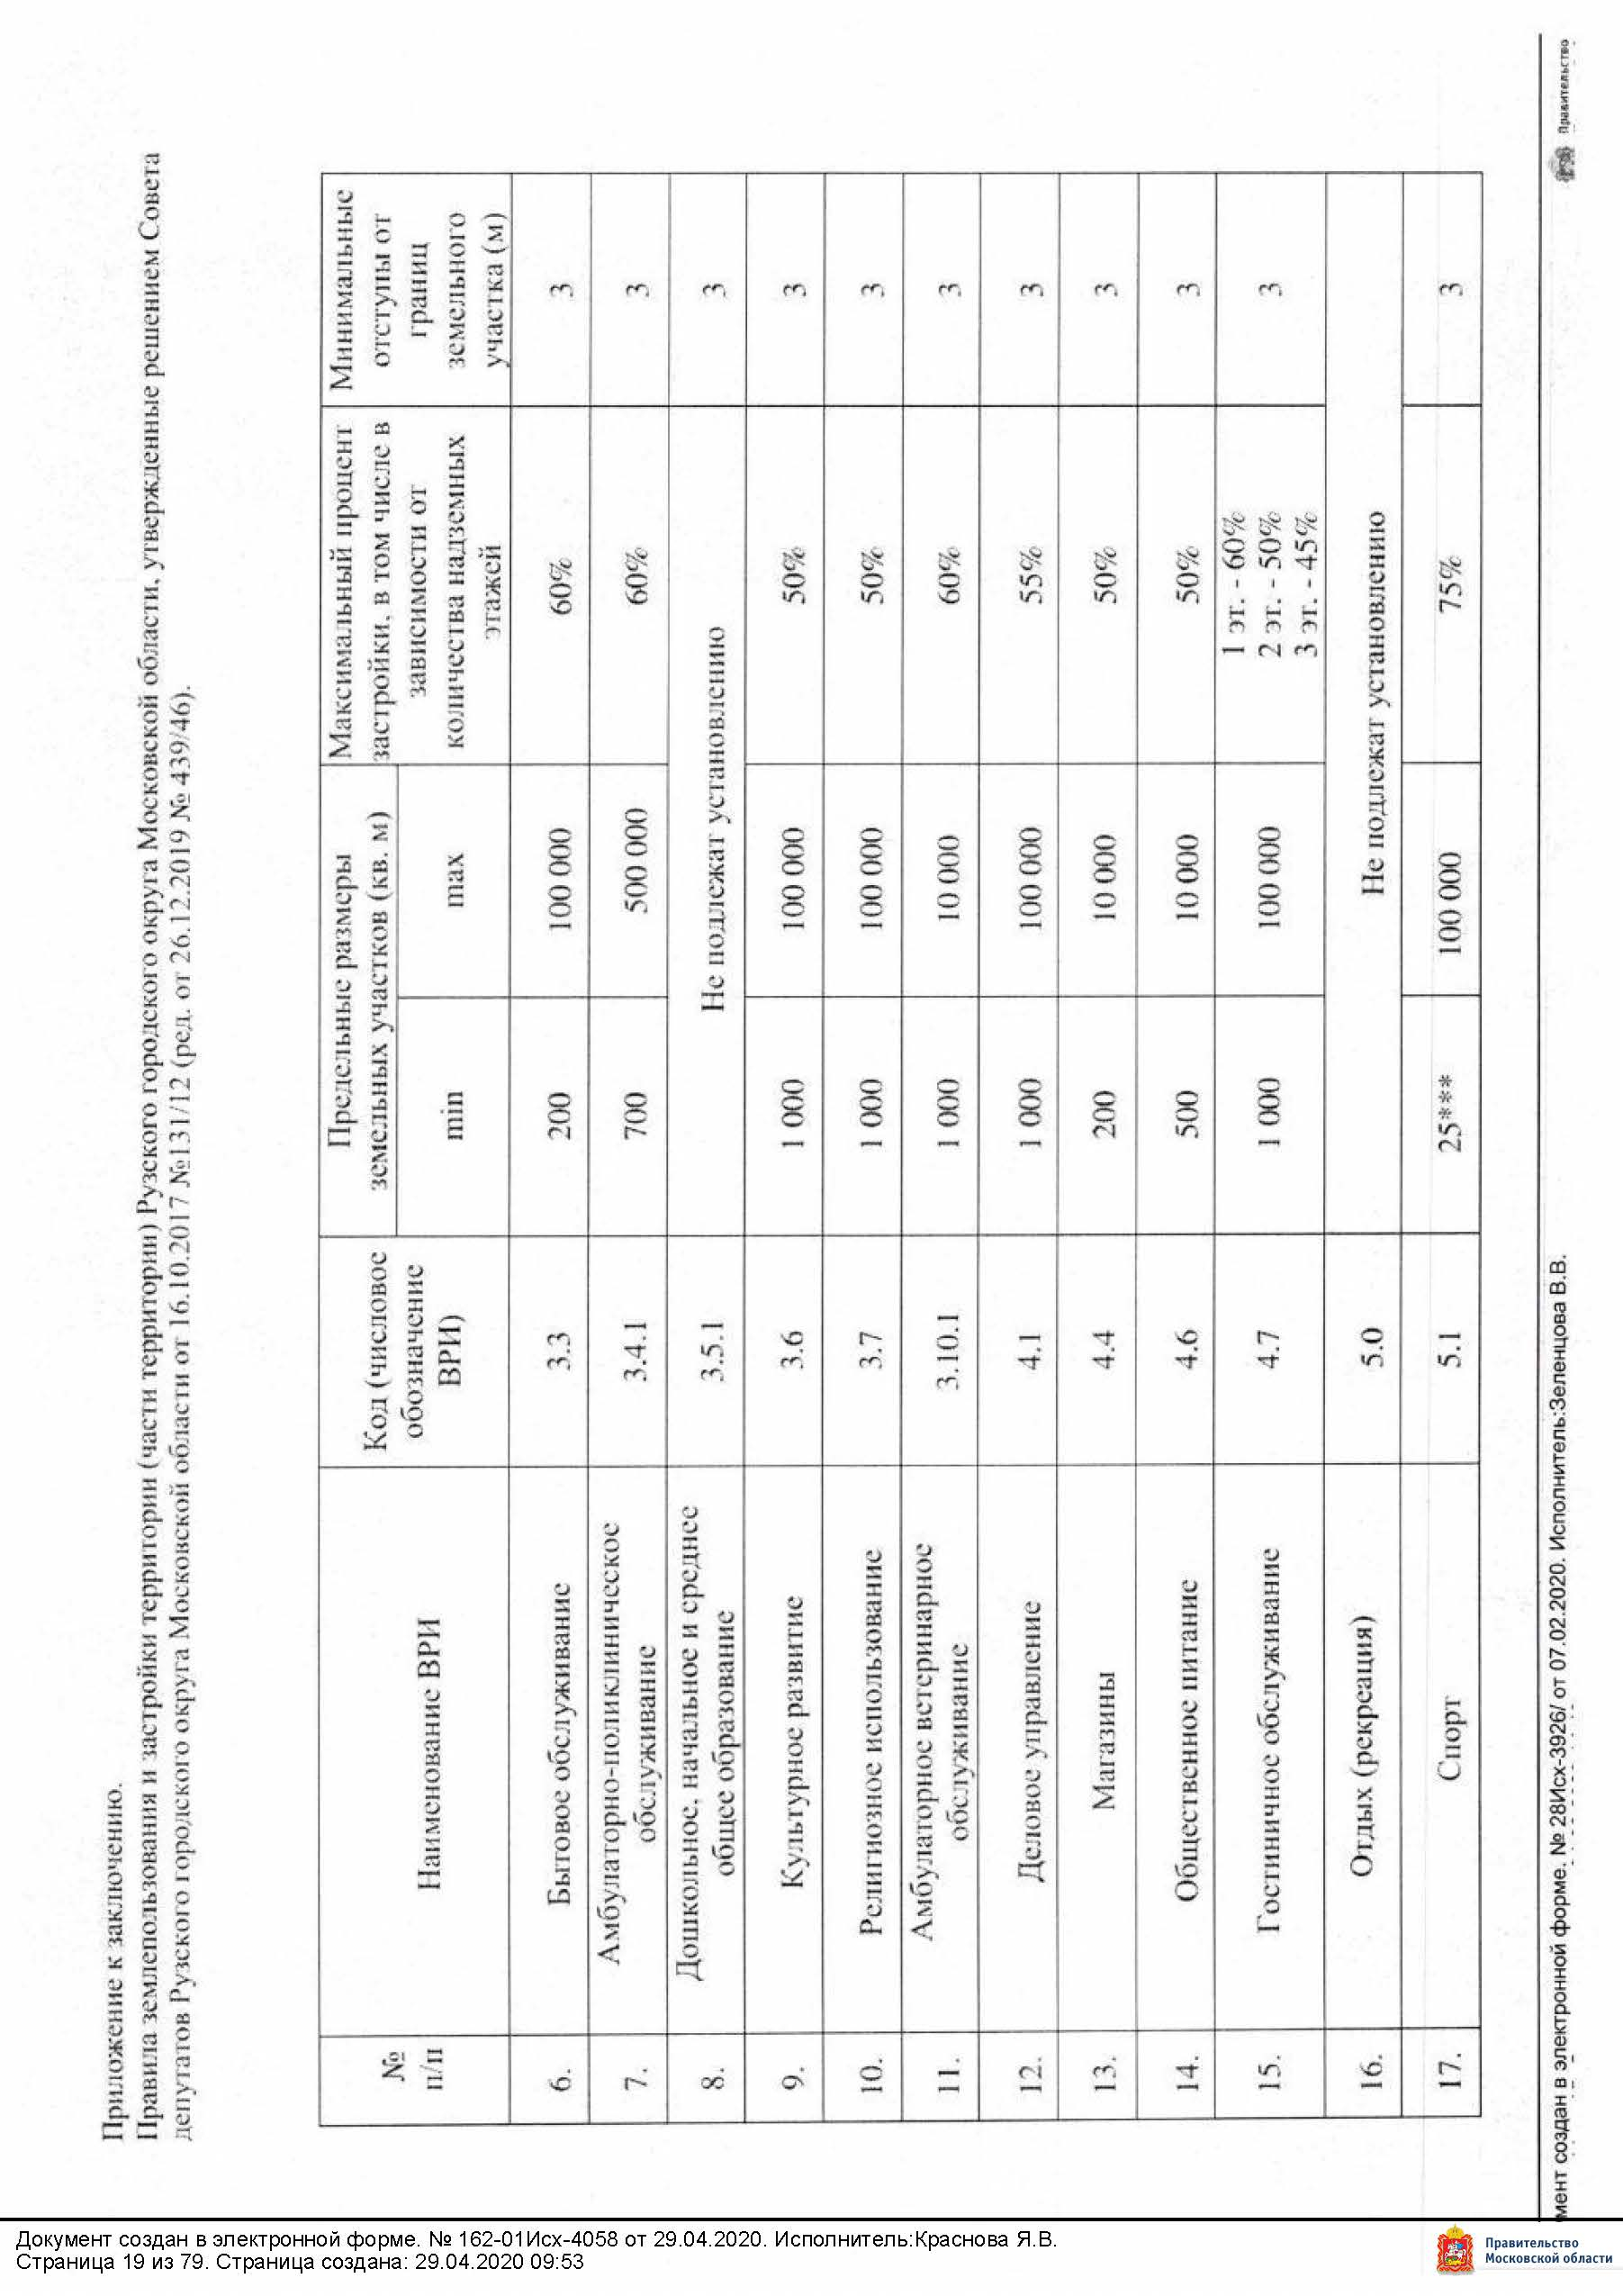 Приложение к заключению.
Правила землепользования и застройки территории (части территории) Рузского городского округа Московской области, утвержденные решением Совета
депутатов Рузского городского округа Московской области от 16.10.2017 №131/12 (ред. от 26.12.2019 № 439/46).
№ п/п
Наименование ВРИ
Код (числовое обозначение ВРИ)
Предельные размеры земельных участков (кв. м)
min
max
Максимальный процент застройки, в том числе в зависимости от количества надземных этажей
Минимальные отступы от границ земельного участка (м)
6. Бытовое обслуживание 3.3 200 100 000 60% 3
7. Амбулаторно-поликлиническое обслуживание 3.4.1 700 500 000 60% 3
8. Дошкольное, начальное и среднее общее образование 3.5.1 Не подлежат установлению 3
9. Культурное развитие 3.6 1 000 100 000 50% 3
10. Религиозное использование 3.7 1 000 100 000 50% 3
11. Амбулаторное ветеринарное обслуживание 3.10.1 1 000 10 000 60% 3
12. Деловое управление 4.1 1 000 100 000 55% 3
13. Магазины 4.4 200 10 000 50% 3
14. Общественное питание 4.6 500 10 000 50% 3
15. Гостиничное обслуживание 4.7 1 000 100 000 1 эт. - 60% 2 эт. - 50% 3 эт. - 45% 3
16. Отдых (рекреация) 5.0 Не подлежат установлению
17. Спорт 5.1 25*** 100 000 75% 3
мент создан в электронной форме. № 28Исх-3926/ от 07.02.2020. Исполнитель:Зеленцова В.В.
Правительство
Документ создан в электронной форме. № 162-01Исх-4058 от 29.04.2020. Исполнитель:Краснова Я.В.
Страница 19 из 79. Страница создана: 29.04.2020 09:53
Правительство
Московской области